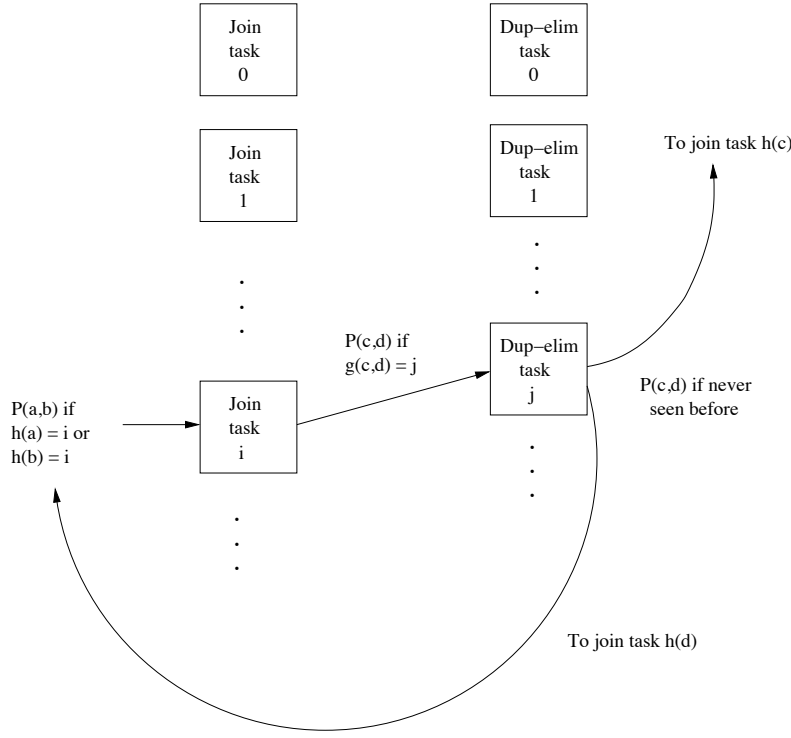 Join
task
0
Dup–elim
task
0
Join
task
1
Dup–elim
task
1
To join task h(c)
P(c,d) if
g(c,d) = j
Dup–elim
task
j
P(c,d) if never
seen before
P(a,b) if
h(a) = i or
h(b) = i
Join
task
i
To join task h(d)